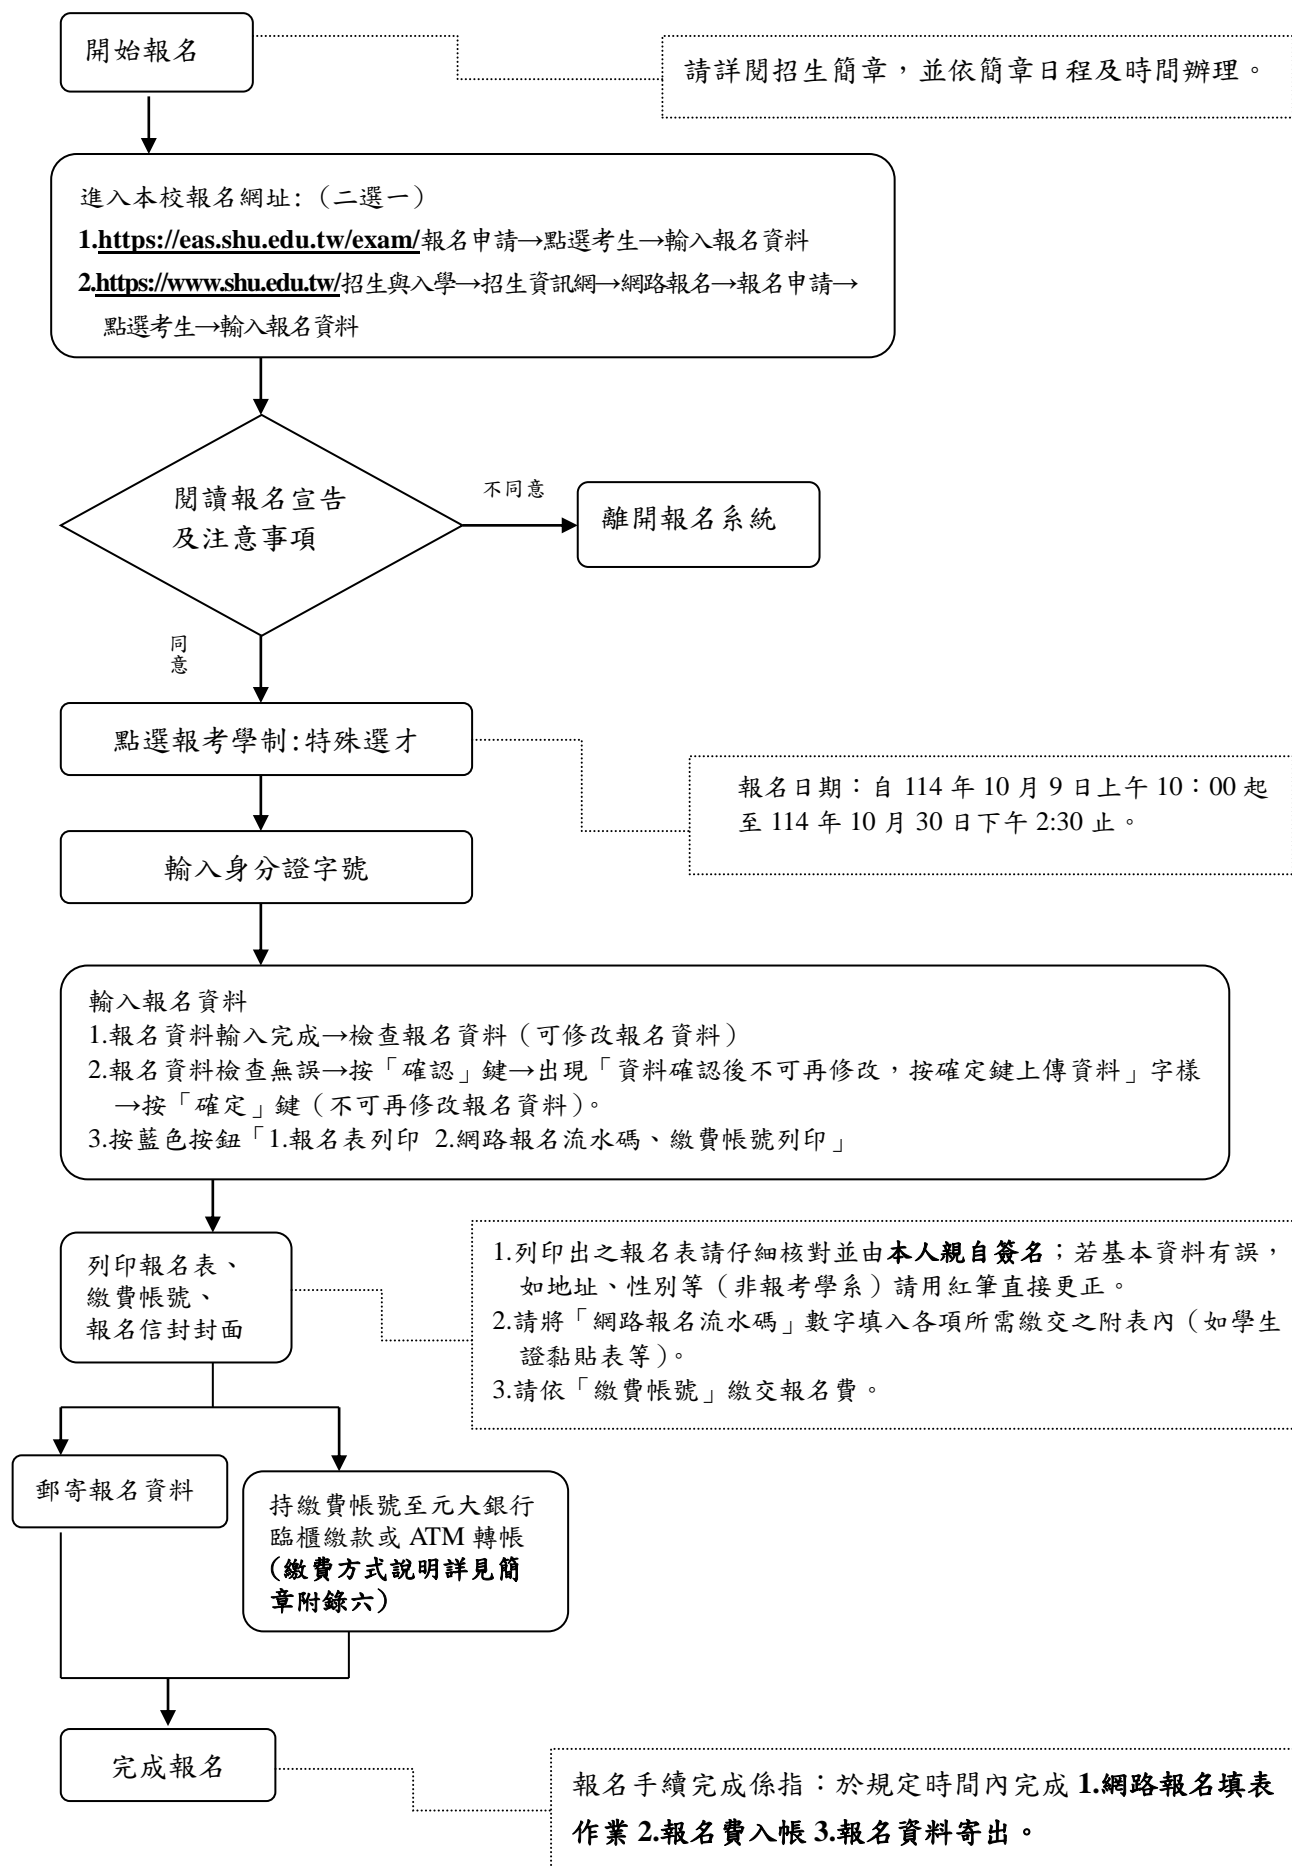 開始報名
請詳閱招生簡章，並依簡章日程及時間辦理。
進入本校報名網址:（二選一）
1.https://eas.shu.edu.tw/exam/報名申請→點選考生→輸入報名資料
2.https://www.shu.edu.tw/招生與入學→招生資訊網→網路報名→報名申請→
點選考生→輸入報名資料
閱讀報名宣告
及注意事項
不同意
離開報名系統
同
意
點選報考學制:特殊選才
報名日期：自 114 年 10 月 9 日上午 10：00 起
至 114 年 10 月 30 日下午 2:30 止。
輸入身分證字號
輸入報名資料
1.報名資料輸入完成→檢查報名資料（可修改報名資料）
2.報名資料檢查無誤→按「確認」鍵→出現「資料確認後不可再修改，按確定鍵上傳資料」字樣
→按「確定」鍵（不可再修改報名資料）。
3.按藍色按鈕「1.報名表列印 2.網路報名流水碼、繳費帳號列印」
列印報名表、
繳費帳號、
報名信封封面
1.列印出之報名表請仔細核對並由本人親自簽名；若基本資料有誤，
如地址、性別等（非報考學系）請用紅筆直接更正。
2.請將「網路報名流水碼」數字填入各項所需繳交之附表內（如學生
證黏貼表等）。
3.請依「繳費帳號」繳交報名費。
郵寄報名資料
持繳費帳號至元大銀行
臨櫃繳款或 ATM 轉帳
（繳費方式說明詳見簡
章附錄六）
完成報名
報名手續完成係指：於規定時間內完成 1.網路報名填表
作業 2.報名費入帳 3.報名資料寄出。